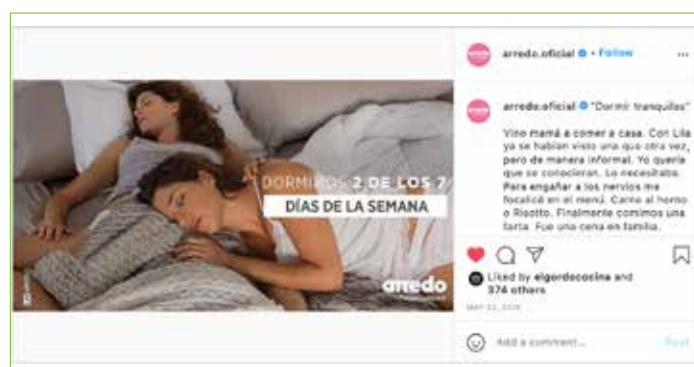 arredo.oficial • Follow
arredo.oficial "Dormir tranquilas"
Vino mamá a comer a casa. Con Lila
ya se habían visto una que otra vez,
pero de manera informal. Yo quería
que se conocieran. Lo necesitaba.
Para engañar a los nervios me
focalicé en el menú. Carne al horno
o Risotto. Finalmente comimos una
tarta. Fue una cena en familia.
DORMIMOS 2 DE LOS 7
DÍAS DE LA SEMANA
arredo
Liked by elgordococina and
374 others
Add a comment...
Post